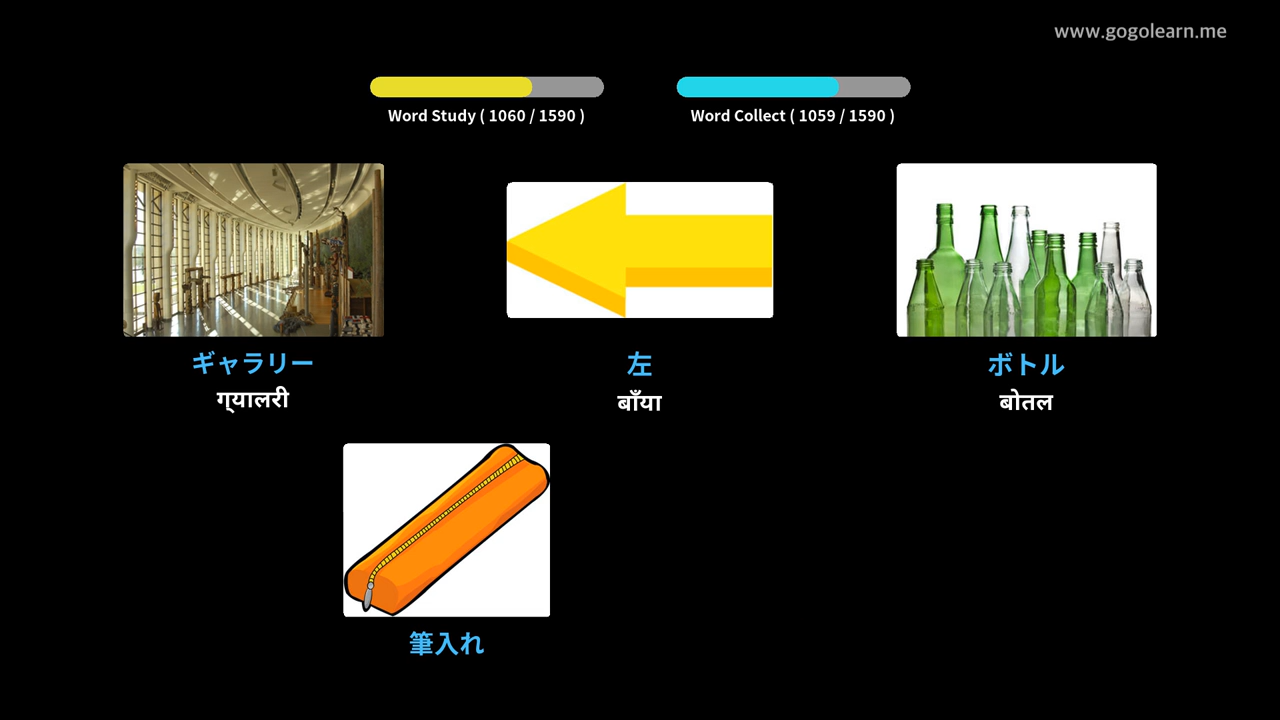 www.gogolearn.me
Word Study ( 1060 / 1590 )
Word Collect ( 1059 / 1590 )
ギャラリー
ग्यालरी
左
बाँया
ボトル
बोतल
筆入れ